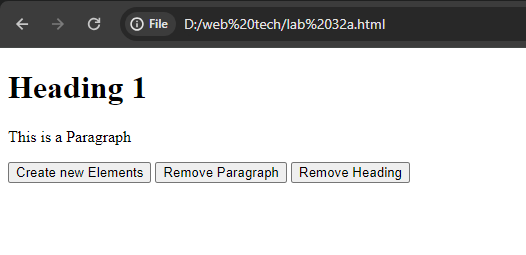 File D:/web%20tech/lab%2032a.html
Heading 1
This is a Paragraph
Create new Elements Remove Paragraph Remove Heading